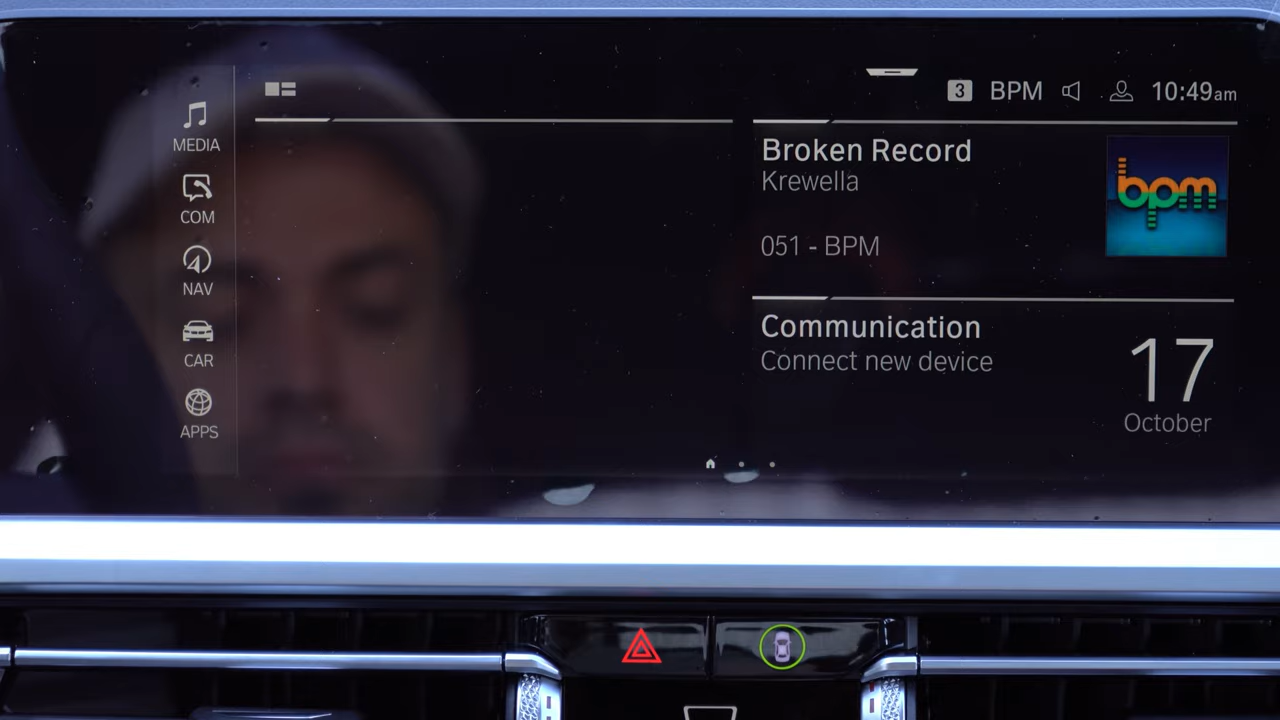 3 BPM 10:49am
MEDIA
COM
NAV
CAR
APPS
Broken Record
Krewella
051 - BPM
bpm
Communication
Connect new device
17
October